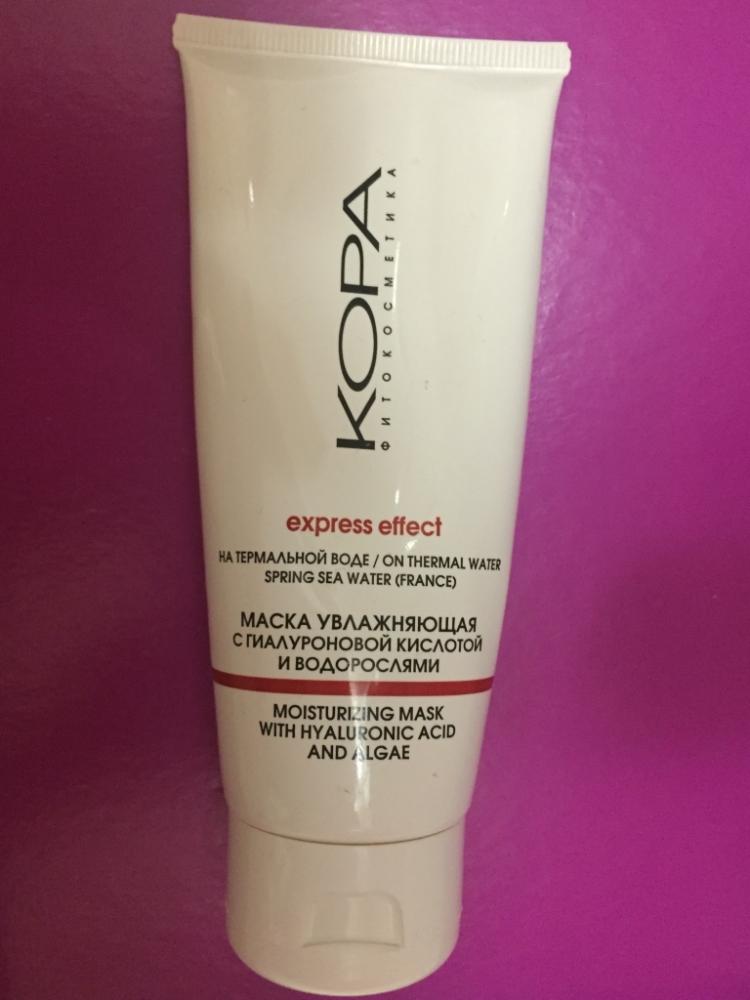 КОРА
ФИТОКОСМЕТИКА
express effect
НА ТЕРМАЛЬНОЙ ВОДЕ / ON THERMAL WATER
SPRING SEA WATER (FRANCE)
МАСКА УВЛАЖНЯЮЩАЯ
С ГИАЛУРОНОВОЙ КИСЛОТОЙ
И ВОДОРОСЛЯМИ
MOISTURIZING MASK
WITH HYALURONIC ACID
AND ALGAE